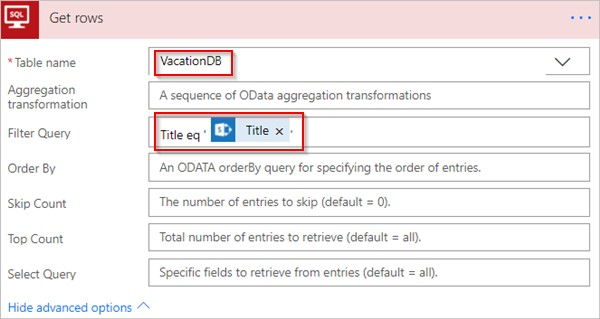 SQL
Get rows
* Table name
VacationDB
Aggregation transformation
A sequence of OData aggregation transformations
Filter Query
Title eq ' S Title × '
Order By
An ODATA orderBy query for specifying the order of entries.
Skip Count
The number of entries to skip (default = 0).
Top Count
Total number of entries to retrieve (default = all).
Select Query
Specific fields to retrieve from entries (default = all).
Hide advanced options